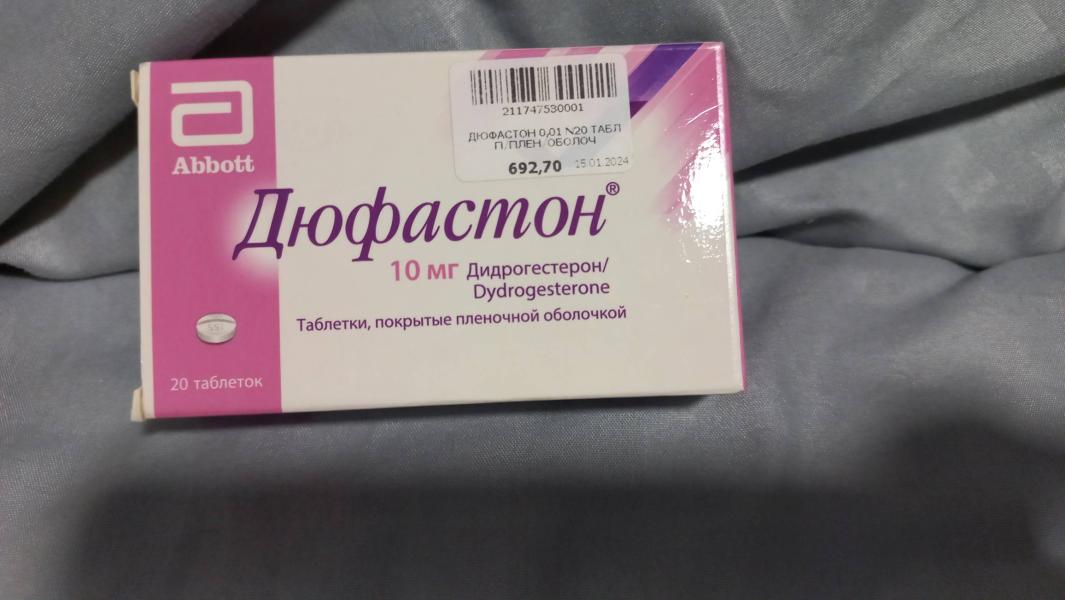 Abbott
211747530001
ДЮФАСТОН 0,01 N20 ТАБЛ
П/ПЛЕН/ОБОЛОЧ
692,70 15.01.2024
Дюфастон®
10 мг Дидрогестерон/
Dydrogesterone
Таблетки, покрытые пленочной оболочкой
20 таблеток